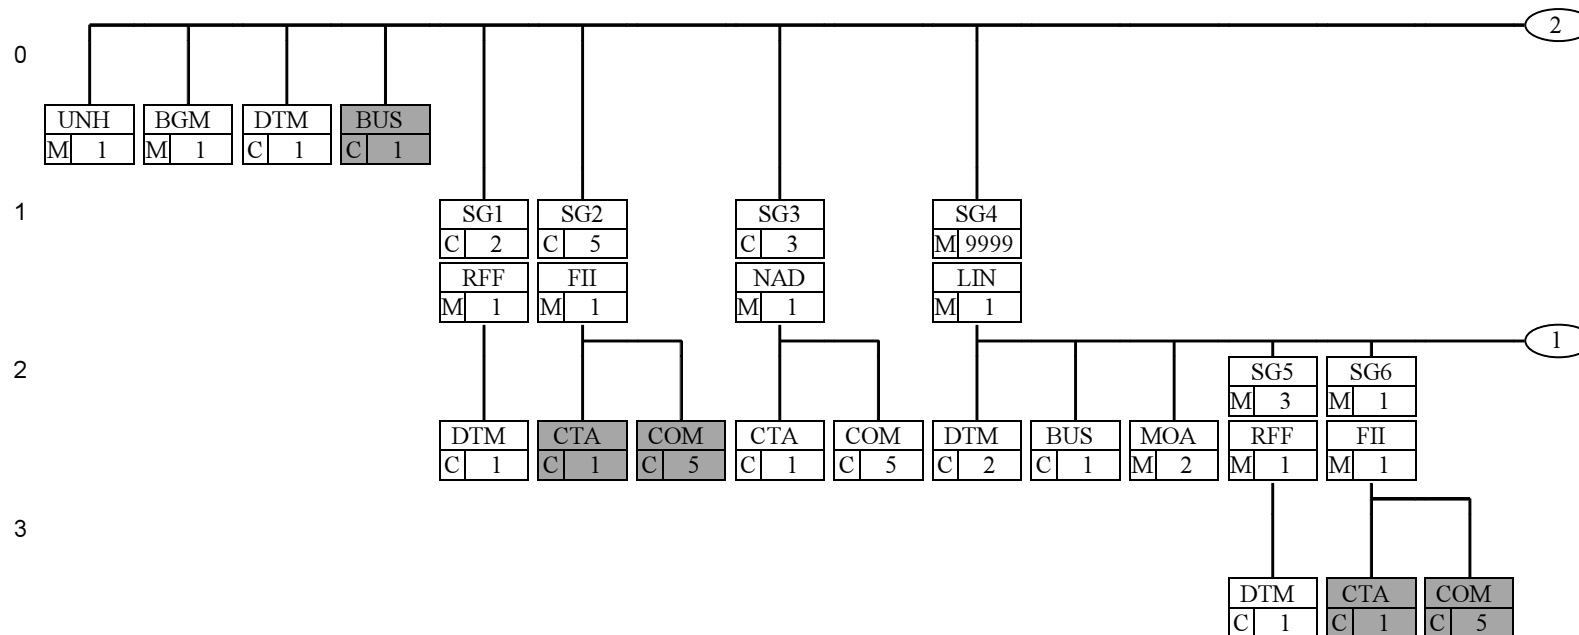 2
0
UNH BGM DTM BUS
M 1 M 1 C 1 C 1
1
SG1 SG2 SG3 SG4
C 2 C 5 C 3 M 9999
RFF FII NAD LIN
M 1 M 1 M 1 M 1
1
2
SG5 SG6
M 3 M 1
DTM CTA COM CTA COM DTM BUS MOA RFF FII
C 1 C 1 C 5 C 1 C 5 C 2 C 1 M 2 M 1 M 1
3
DTM CTA COM
C 1 C 1 C 5